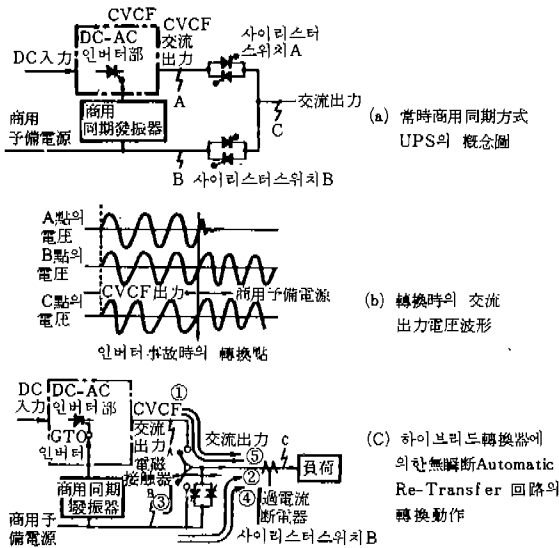 CVCF
DC-AC
인버터部
DC入力
CVCF
交流
出力
사이리스터
스위치A
A
交流出力
C
商用
同期發振器
商用
予備電源
B
사이리스터스위치B
(a) 常時商用同期方式
UPS의 概念圖
A點의
電圧
B點의
電圧
C點의
電圧
CVCF出力
商用予備電源
인버터事故時의 轉換點
(b) 轉換時의 交流
出力電圧波形
DC
入力
DC-AC
인버터部
GTO
인버터
CVCF
①
交流
出力
A
電磁
接触器
交流出力
⑤
②
④
③
B
c
負荷
過電流
断電器
商用同期
發振器
商用予
備電源
사이리스터스위치B
(C) 하이브리드轉換器에
의한無瞬断Automatic
Re-Transfer 回路의
轉換動作